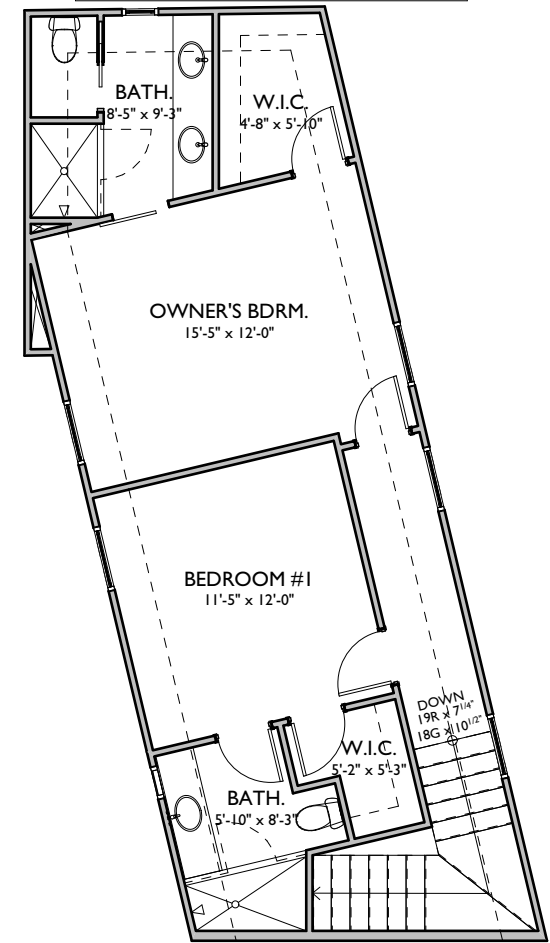 BATH.
8'-5" x 9'-3"
W.I.C.
4'-8" x 5'-10"
OWNER'S BDRM.
15'-5" x 12'-0"
BEDROOM #1
11'-5" x 12'-0"
DOWN
19R x 7 1/4"
18G x 10 1/2"
W.I.C.
5'-2" x 5'-3"
BATH.
5'-10" x 8'-3"